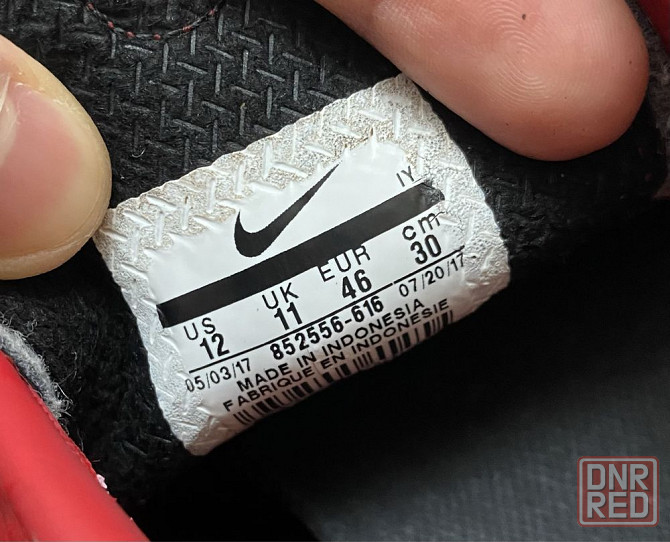 IY
US UK EUR cm
12 11 46 30
852556-616
05/03/17 07/20/17
MADE IN INDONESIA
FABRIQUE EN INDONÉSIE
DNR
RED